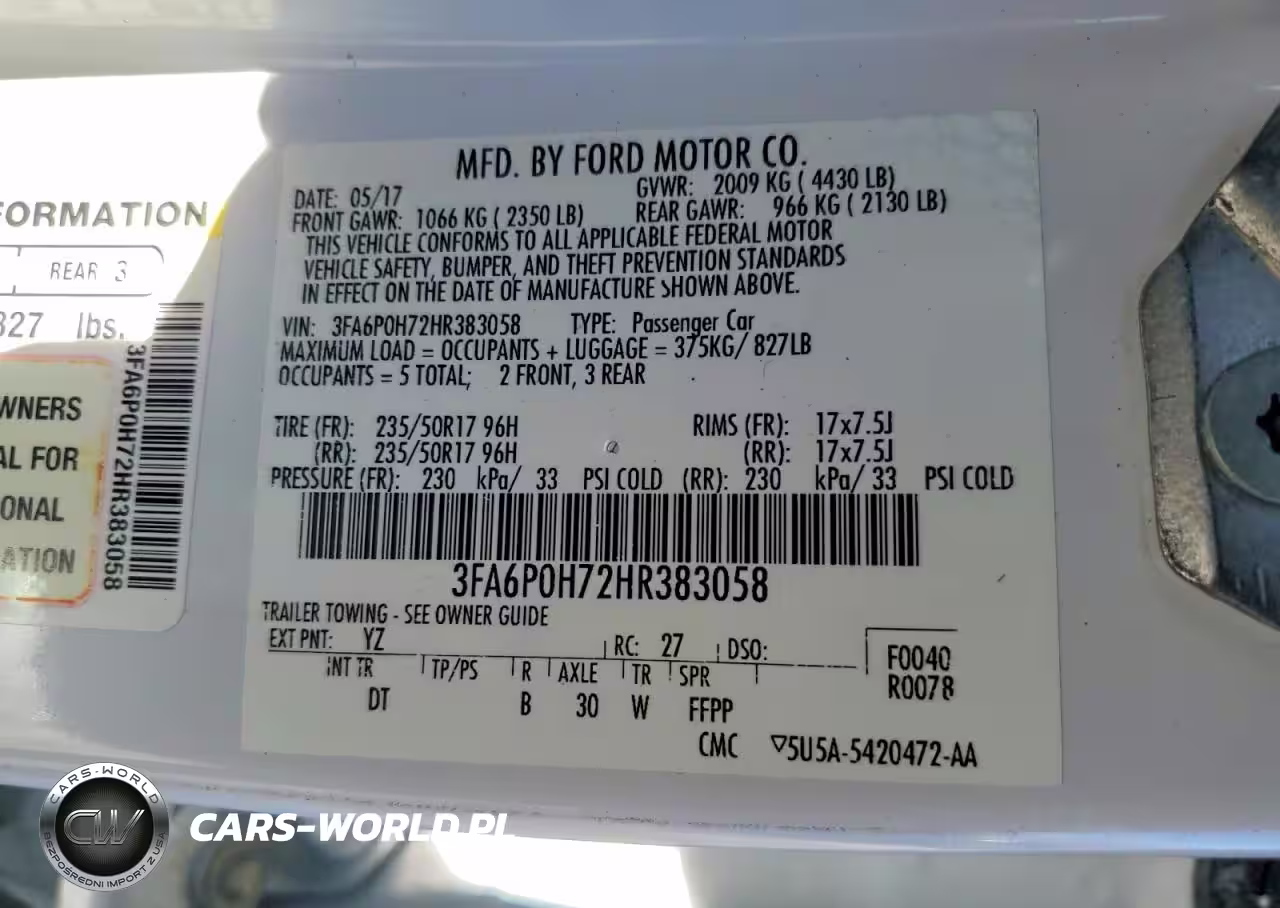 FORMATION
REAR 3
327 lbs.
WNERS
AL FOR
ONAL
ATION
3FA6P0H72HR383058
MFD. BY FORD MOTOR CO.
DATE: 05/17 GVWR: 2009 KG ( 4430 LB)
FRONT GAWR: 1066 KG ( 2350 LB) REAR GAWR: 966 KG ( 2130 LB)
THIS VEHICLE CONFORMS TO ALL APPLICABLE FEDERAL MOTOR
VEHICLE SAFETY, BUMPER, AND THEFT PREVENTION STANDARDS
IN EFFECT ON THE DATE OF MANUFACTURE SHOWN ABOVE.
VIN: 3FA6P0H72HR383058 TYPE: Passenger Car
MAXIMUM LOAD = OCCUPANTS + LUGGAGE = 375KG/ 827LB
OCCUPANTS = 5 TOTAL; 2 FRONT, 3 REAR
TIRE (FR): 235/50R17 96H RIMS (FR): 17x7.5J
(RR): 235/50R17 96H (RR): 17x7.5J
PRESSURE (FR): 230 kPa/ 33 PSI COLD (RR): 230 kPa/ 33 PSI COLD
3FA6P0H72HR383058
TRAILER TOWING - SEE OWNER GUIDE
EXT PNT: YZ RC: 27 DSO: F0040
INT TR TP/PS R AXLE TR SPR R0078
DT B 30 W FFPP
CMC ▽5U5A-5420472-AA
CARS-WORLD
CW
BEZPOŚREDNI IMPORT Z USA
CARS-WORLD.PL